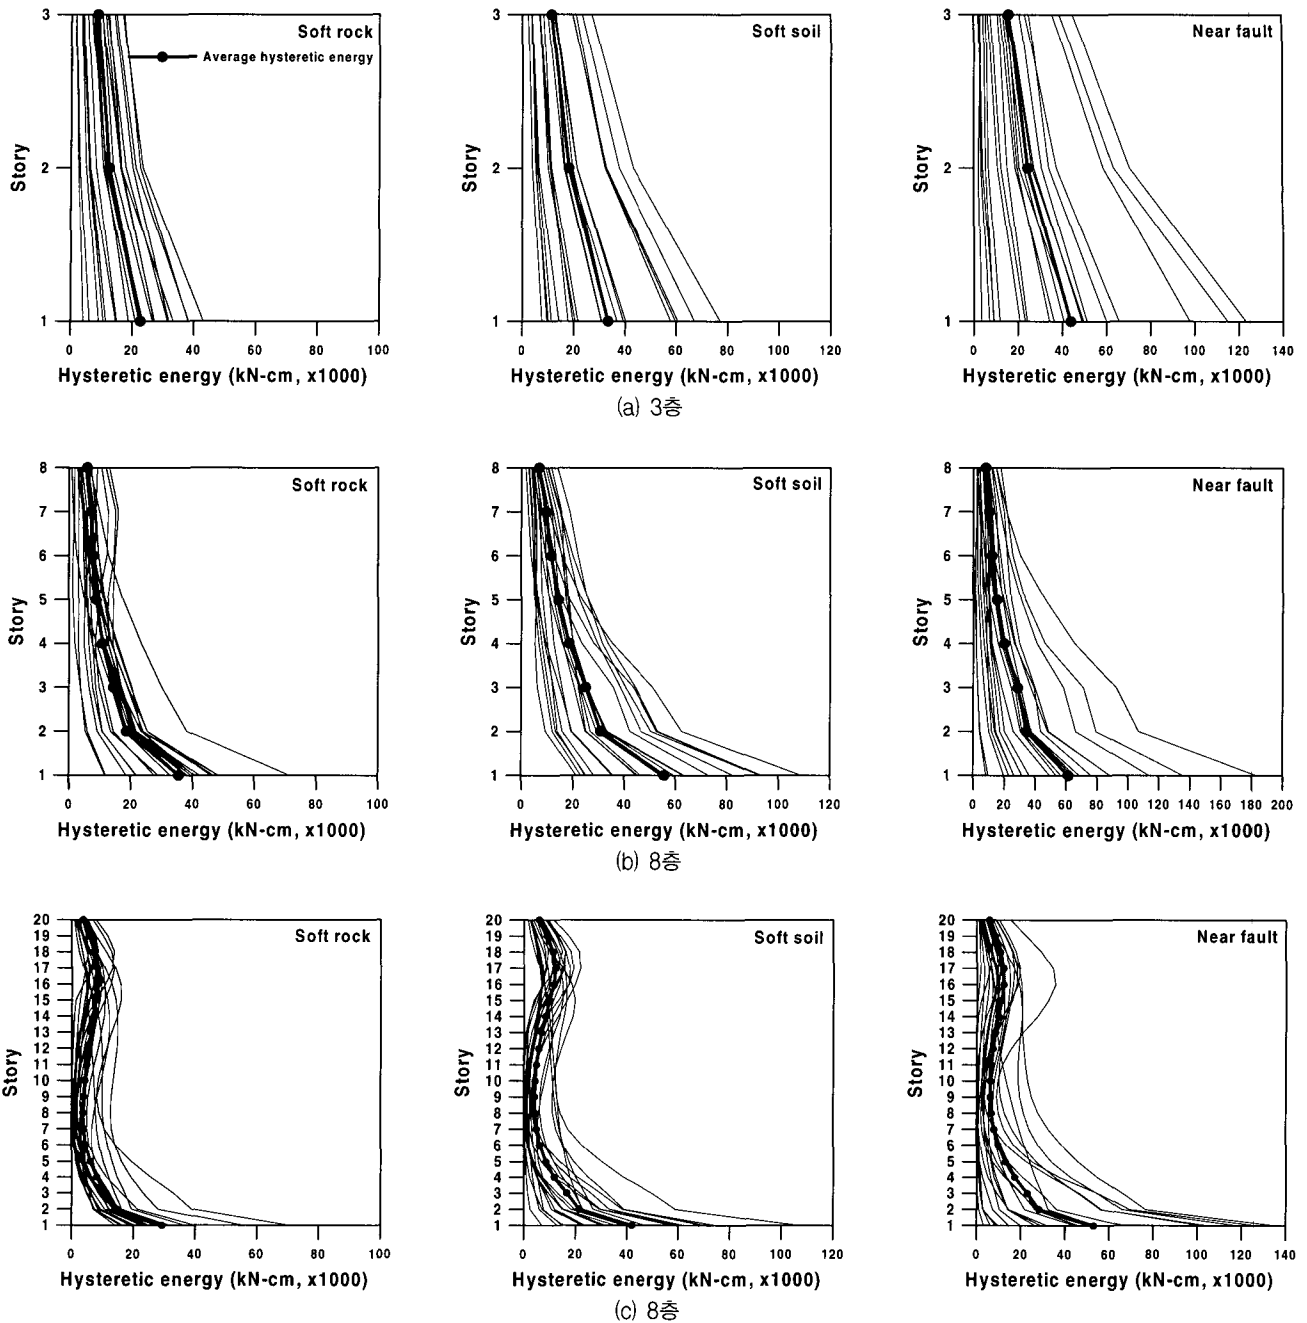 Soft rock
Average hysteretic energy
3
2
1
Story
0 20 40 60 80 100
Hysteretic energy (kN-cm, x1000)
Soft soil
3
2
1
Story
0 20 40 60 80 100 120
Hysteretic energy (kN-cm, x1000)
Near fault
3
2
1
Story
0 20 40 60 80 100 120 140
Hysteretic energy (kN-cm, x1000)
(a) 3층
Soft rock
8
7
6
5
4
3
2
1
Story
0 20 40 60 80 100
Hysteretic energy (kN-cm, x1000)
Soft soil
8
7
6
5
4
3
2
1
Story
0 20 40 60 80 100 120
Hysteretic energy (kN-cm, x1000)
Near fault
8
7
6
5
4
3
2
1
Story
0 20 40 60 80 100 120 140 160 180 200
Hysteretic energy (kN-cm, x1000)
(b) 8층
Soft rock
20
19
18
17
16
15
14
13
12
11
10
9
8
7
6
5
4
3
2
1
Story
0 20 40 60 80 100
Hysteretic energy (kN-cm, x1000)
Soft soil
20
19
18
17
16
15
14
13
12
11
10
9
8
7
6
5
4
3
2
1
Story
0 20 40 60 80 100 120
Hysteretic energy (kN-cm, x1000)
Near fault
20
19
18
17
16
15
14
13
12
11
10
9
8
7
6
5
4
3
2
1
Story
0 20 40 60 80 100 120 140
Hysteretic energy (kN-cm, x1000)
(c) 8층